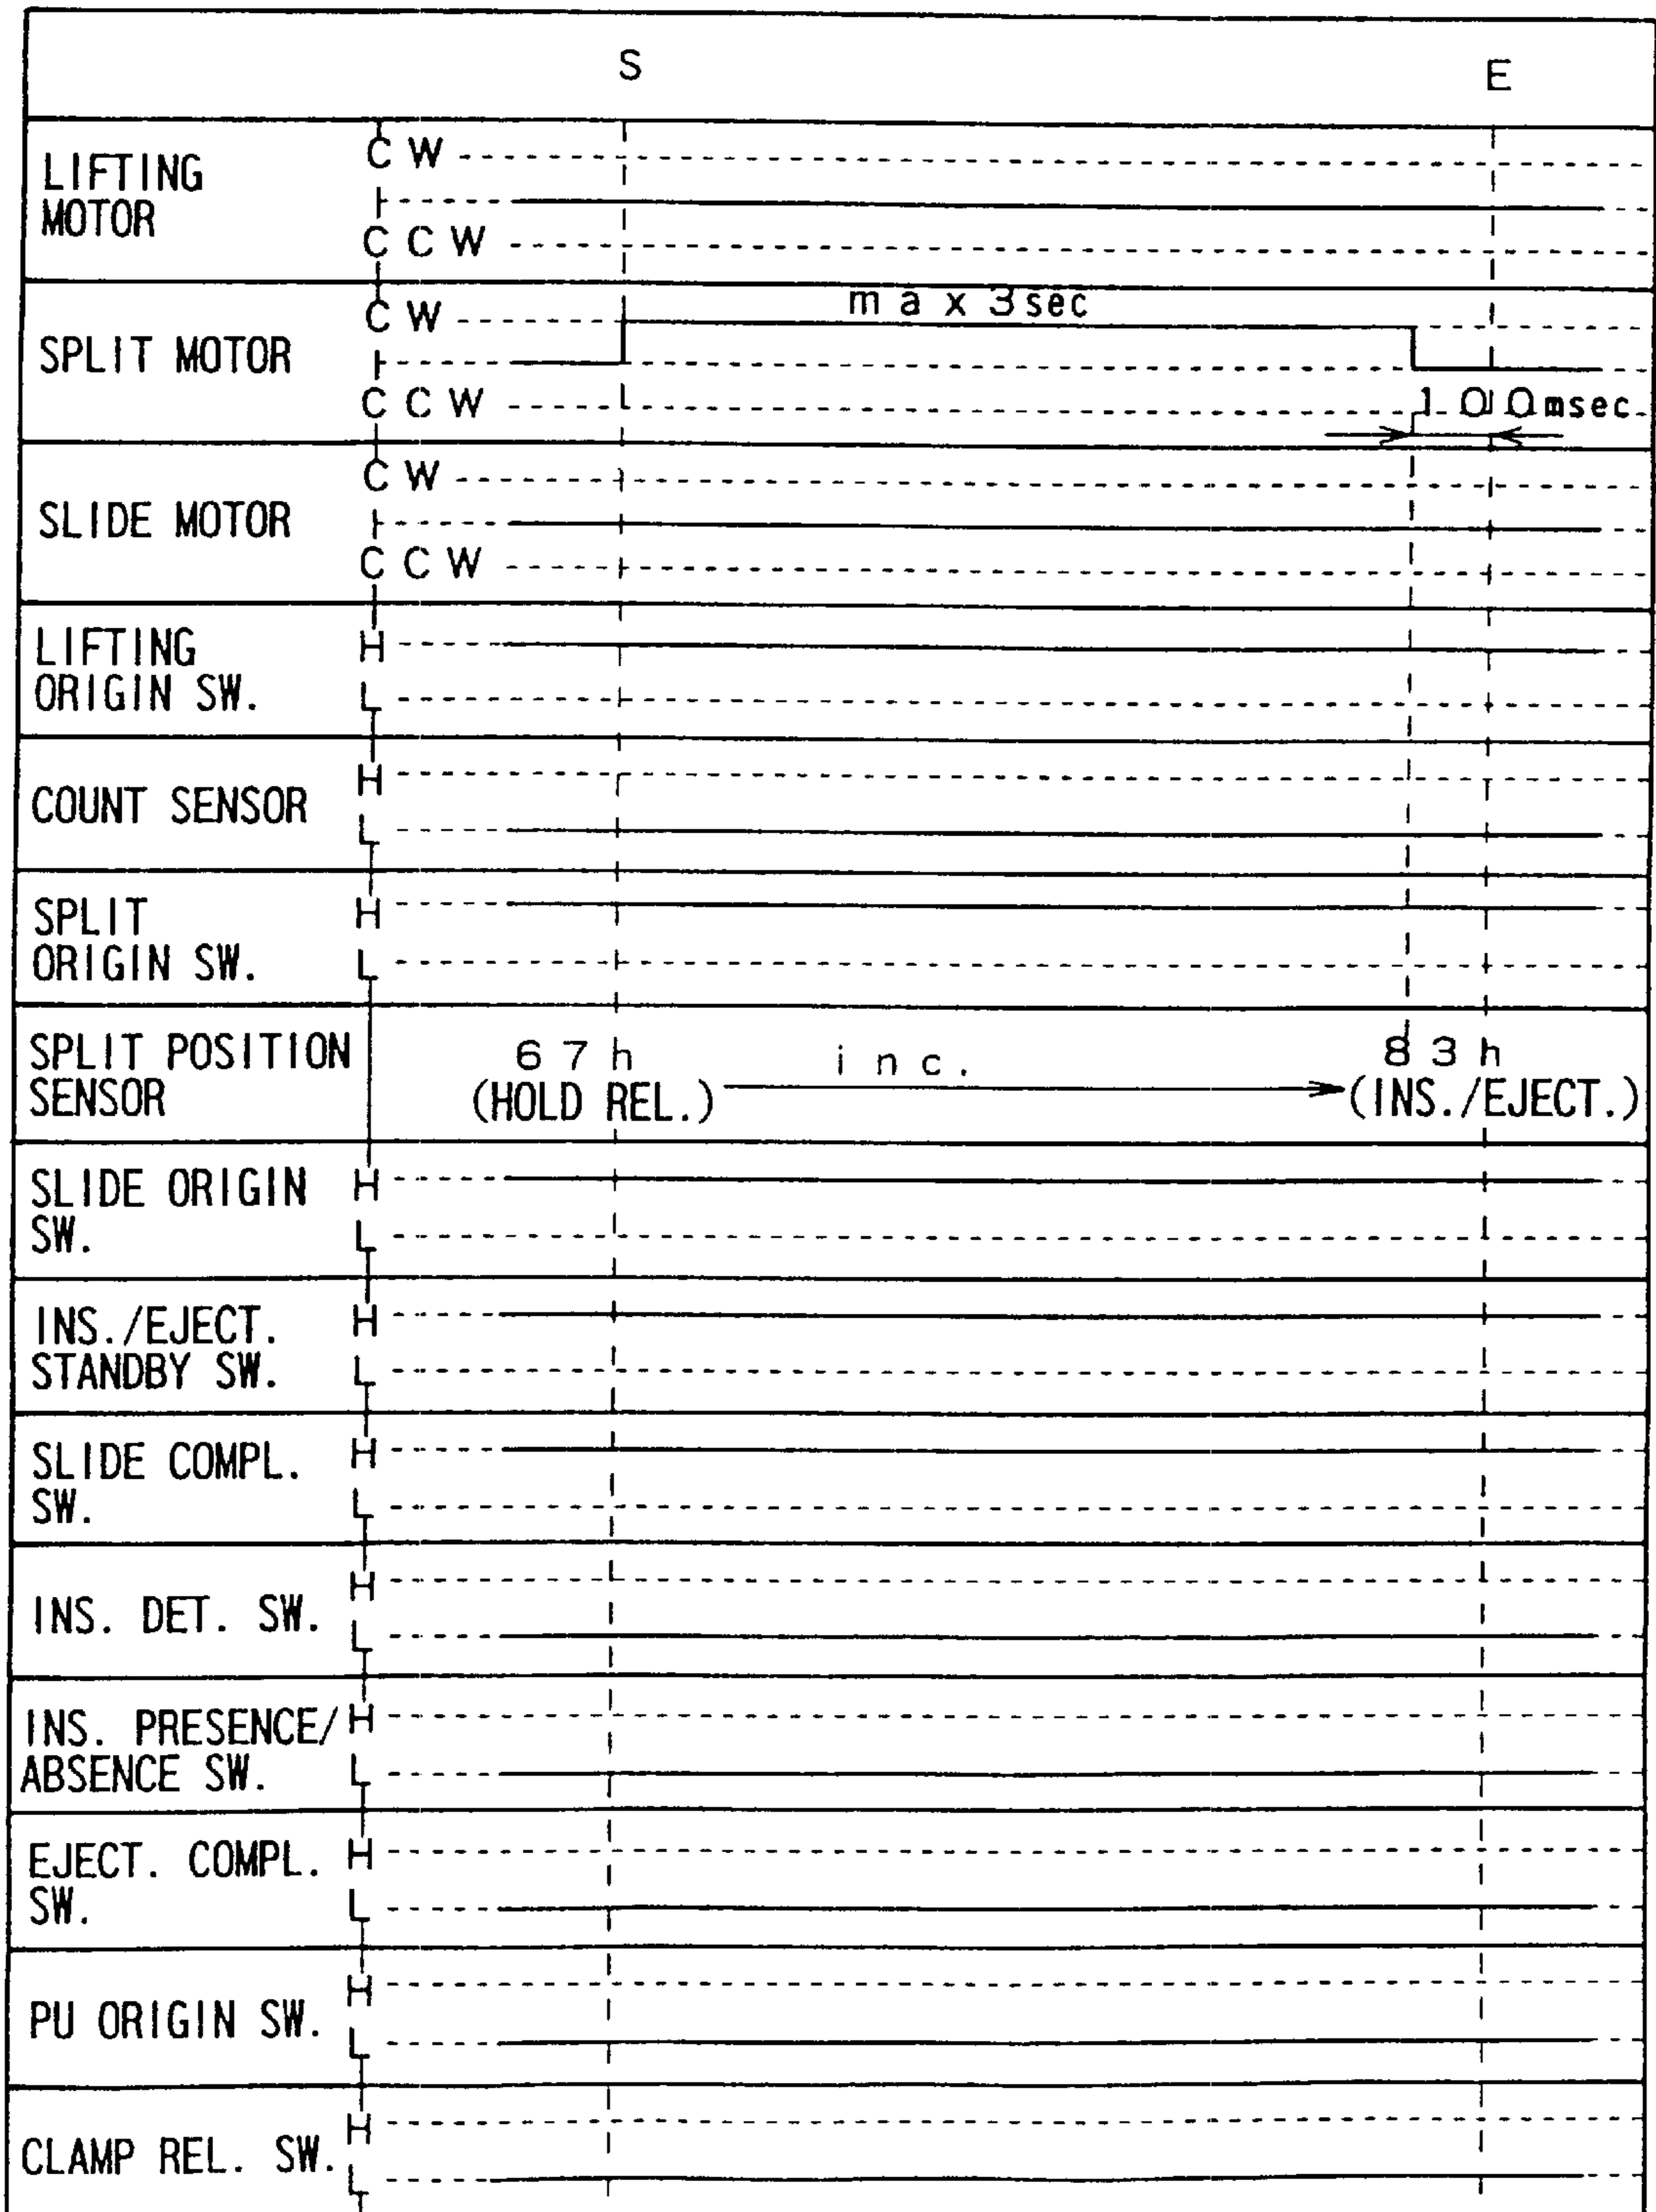 S E
LIFTING
MOTOR
CW
CCW
SPLIT MOTOR
CW
max 3sec
CCW
100msec
SLIDE MOTOR
CW
CCW
LIFTING
ORIGIN SW.
H
L
COUNT SENSOR
H
L
SPLIT
ORIGIN SW.
H
L
SPLIT POSITION
SENSOR
67h inc. 83h
(HOLD REL.) (INS./EJECT.)
SLIDE ORIGIN
SW.
H
L
INS./EJECT.
STANDBY SW.
H
L
SLIDE COMPL.
SW.
H
L
INS. DET. SW.
H
L
INS. PRESENCE/
ABSENCE SW.
H
L
EJECT. COMPL.
SW.
H
L
PU ORIGIN SW.
H
L
CLAMP REL. SW.
H
L